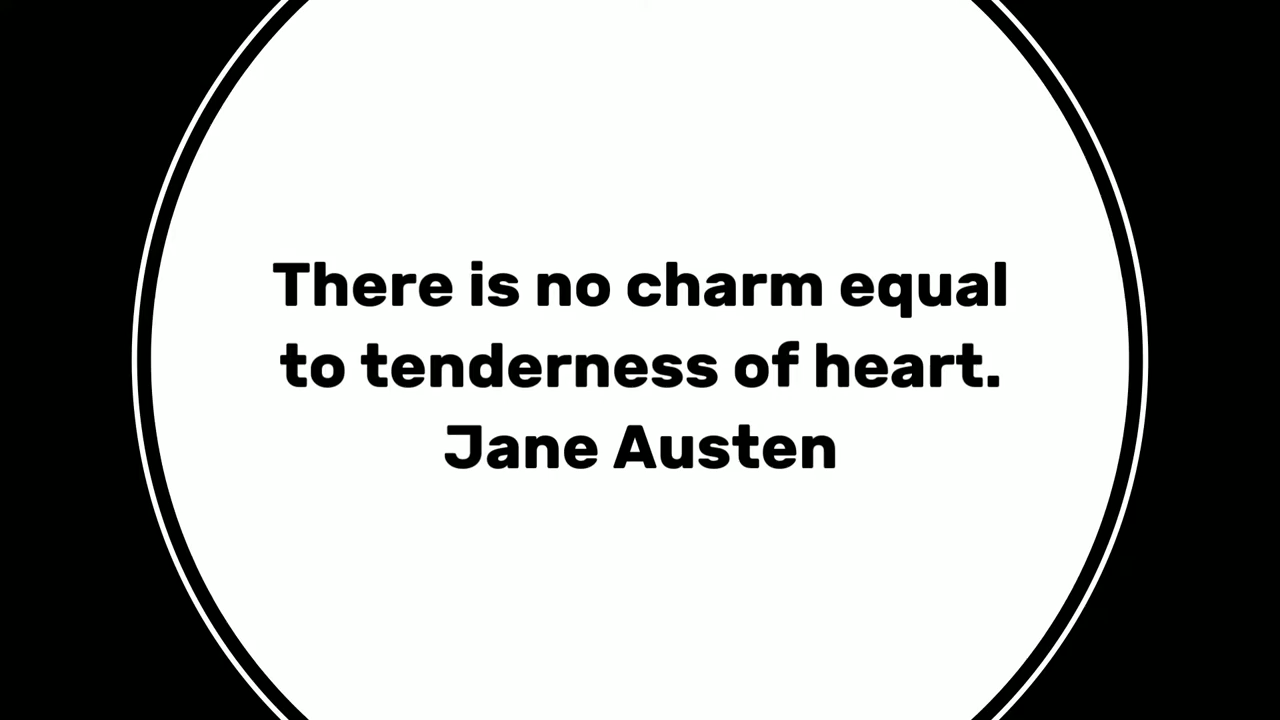 There is no charm equal
to tenderness of heart.
Jane Austen